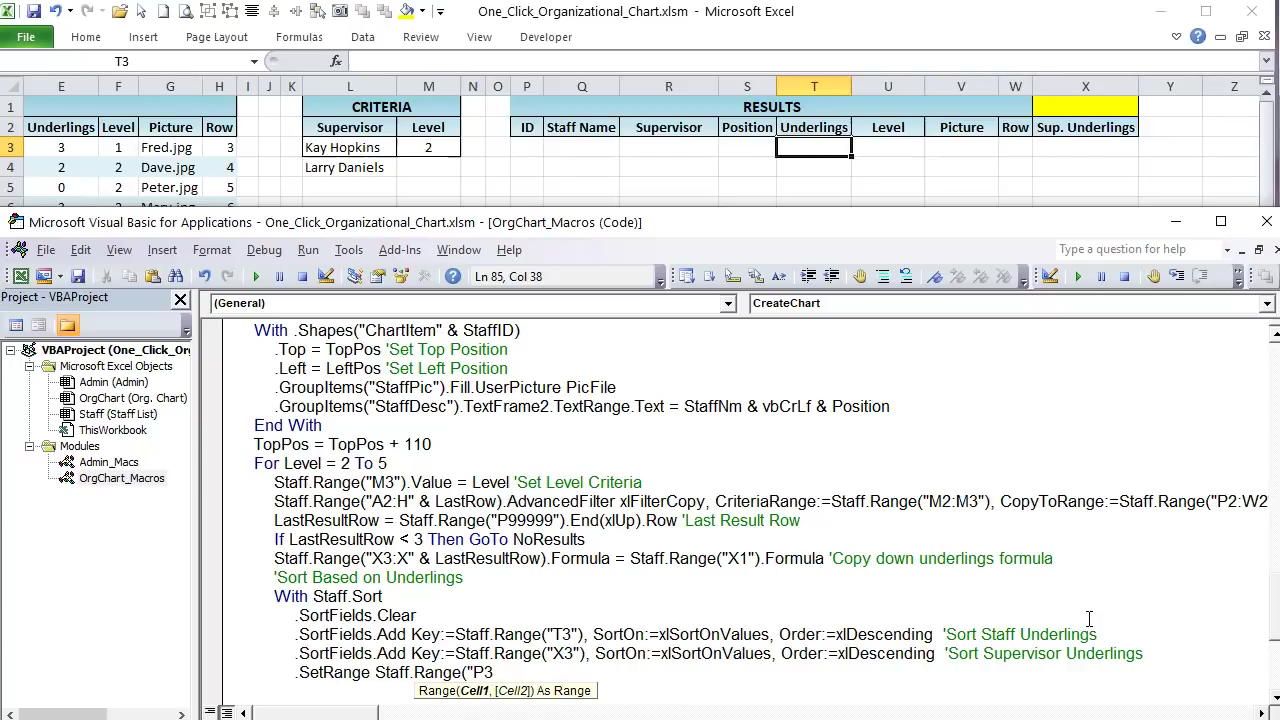 One_Click_Organizational_Chart.xlsm - Microsoft Excel
File Home Insert Page Layout Formulas Data Review View Developer
T3 fx
E F G H I J K L M N O P Q R S T U V W X Y Z
1 CRITERIA RESULTS
2 Underlings Level Picture Row Supervisor Level ID Staff Name Supervisor Position Underlings Level Picture Row Sup. Underlings
3 3 1 Fred.jpg 3 Kay Hopkins 2
4 2 2 Dave.jpg 4 Larry Daniels
5 0 2 Peter.jpg 5
Microsoft Visual Basic for Applications - One_Click_Organizational_Chart.xlsm - [OrgChart_Macros (Code)]
File Edit View Insert Format Debug Run Tools Add-Ins Window Help Type a question for help
Ln 85, Col 38
Project - VBAProject
(General) CreateChart
VBAProject (One_Click_Or
Microsoft Excel Objects
Admin (Admin)
OrgChart (Org. Chart)
Staff (Staff List)
ThisWorkbook
Modules
Admin_Macs
OrgChart_Macros
With .Shapes("ChartItem" & StaffID)
.Top = TopPos 'Set Top Position
.Left = LeftPos 'Set Left Position
.GroupItems("StaffPic").Fill.UserPicture PicFile
.GroupItems("StaffDesc").TextFrame2.TextRange.Text = StaffNm & vbCrLf & Position
End With
TopPos = TopPos + 110
For Level = 2 To 5
Staff.Range("M3").Value = Level 'Set Level Criteria
Staff.Range("A2:H" & LastRow).AdvancedFilter xlFilterCopy, CriteriaRange:=Staff.Range("M2:M3"), CopyToRange:=Staff.Range("P2:W2
LastResultRow = Staff.Range("P99999").End(xlUp).Row 'Last Result Row
If LastResultRow < 3 Then GoTo NoResults
Staff.Range("X3:X" & LastResultRow).Formula = Staff.Range("X1").Formula 'Copy down underlings formula
'Sort Based on Underlings
With Staff.Sort
.SortFields.Clear
.SortFields.Add Key:=Staff.Range("T3"), SortOn:=xlSortOnValues, Order:=xlDescending 'Sort Staff Underlings
.SortFields.Add Key:=Staff.Range("X3"), SortOn:=xlSortOnValues, Order:=xlDescending 'Sort Supervisor Underlings
.SetRange Staff.Range("P3
Range(Cell1, [Cell2]) As Range